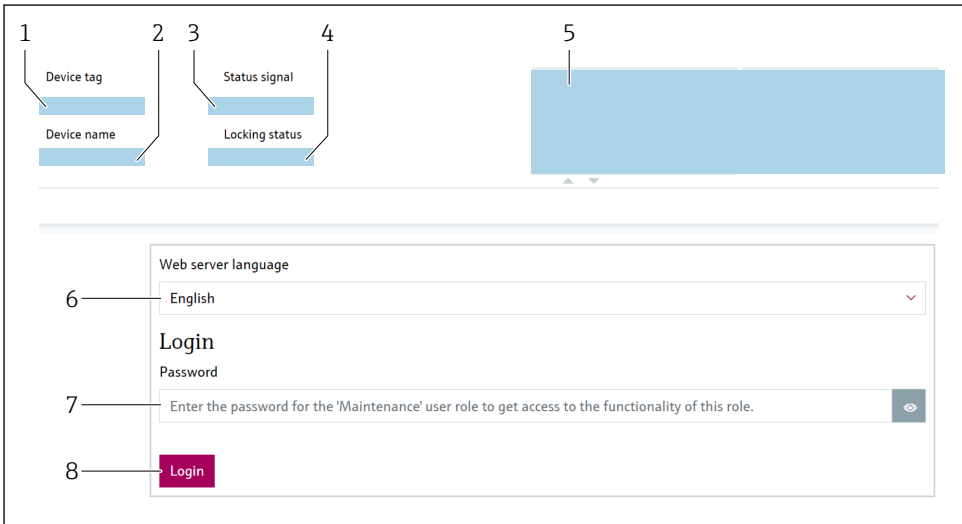 1 2 3 4 5
Device tag Status signal
Device name Locking status
Web server language
6 English
Login
Password
7 Enter the password for the 'Maintenance' user role to get access to the functionality of this role.
8 Login